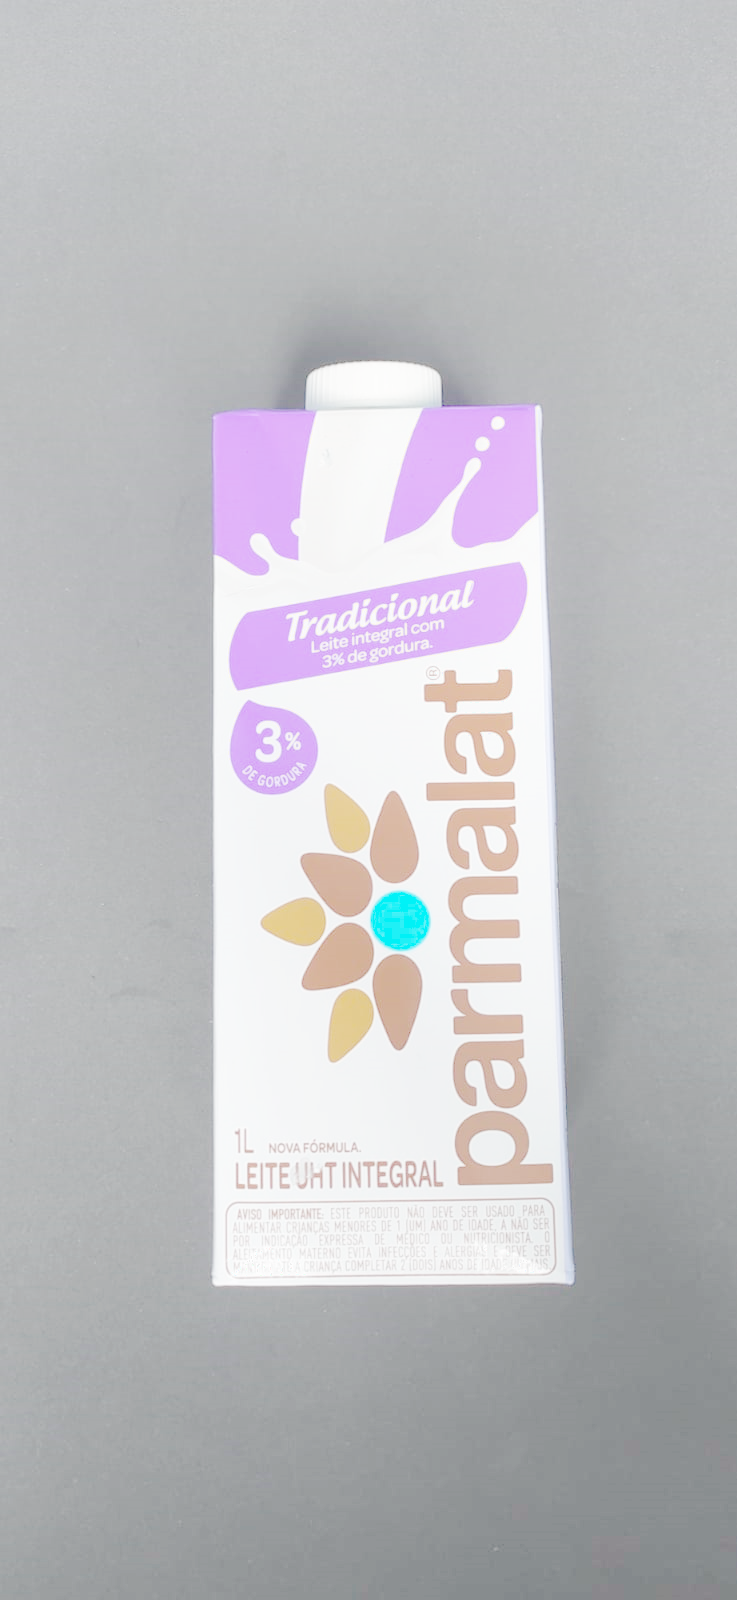 Tradicional
Leite integral com
3% de gordura.
3%
DE GORDURA
parmalat®
1L NOVA FÓRMULA.
LEITE UHT INTEGRAL
AVISO IMPORTANTE: ESTE PRODUTO NÃO DEVE SER USADO PARA
ALIMENTAR CRIANÇAS MENORES DE 1 (UM) ANO DE IDADE, A NÃO SER
POR INDICAÇÃO EXPRESSA DE MÉDICO OU NUTRICIONISTA. O
ALEITAMENTO MATERNO EVITA INFECÇÕES E ALERGIAS E DEVE SER
A CRIANÇA COMPLETAR 2 (DOIS) ANOS DE IDADE MAIS.